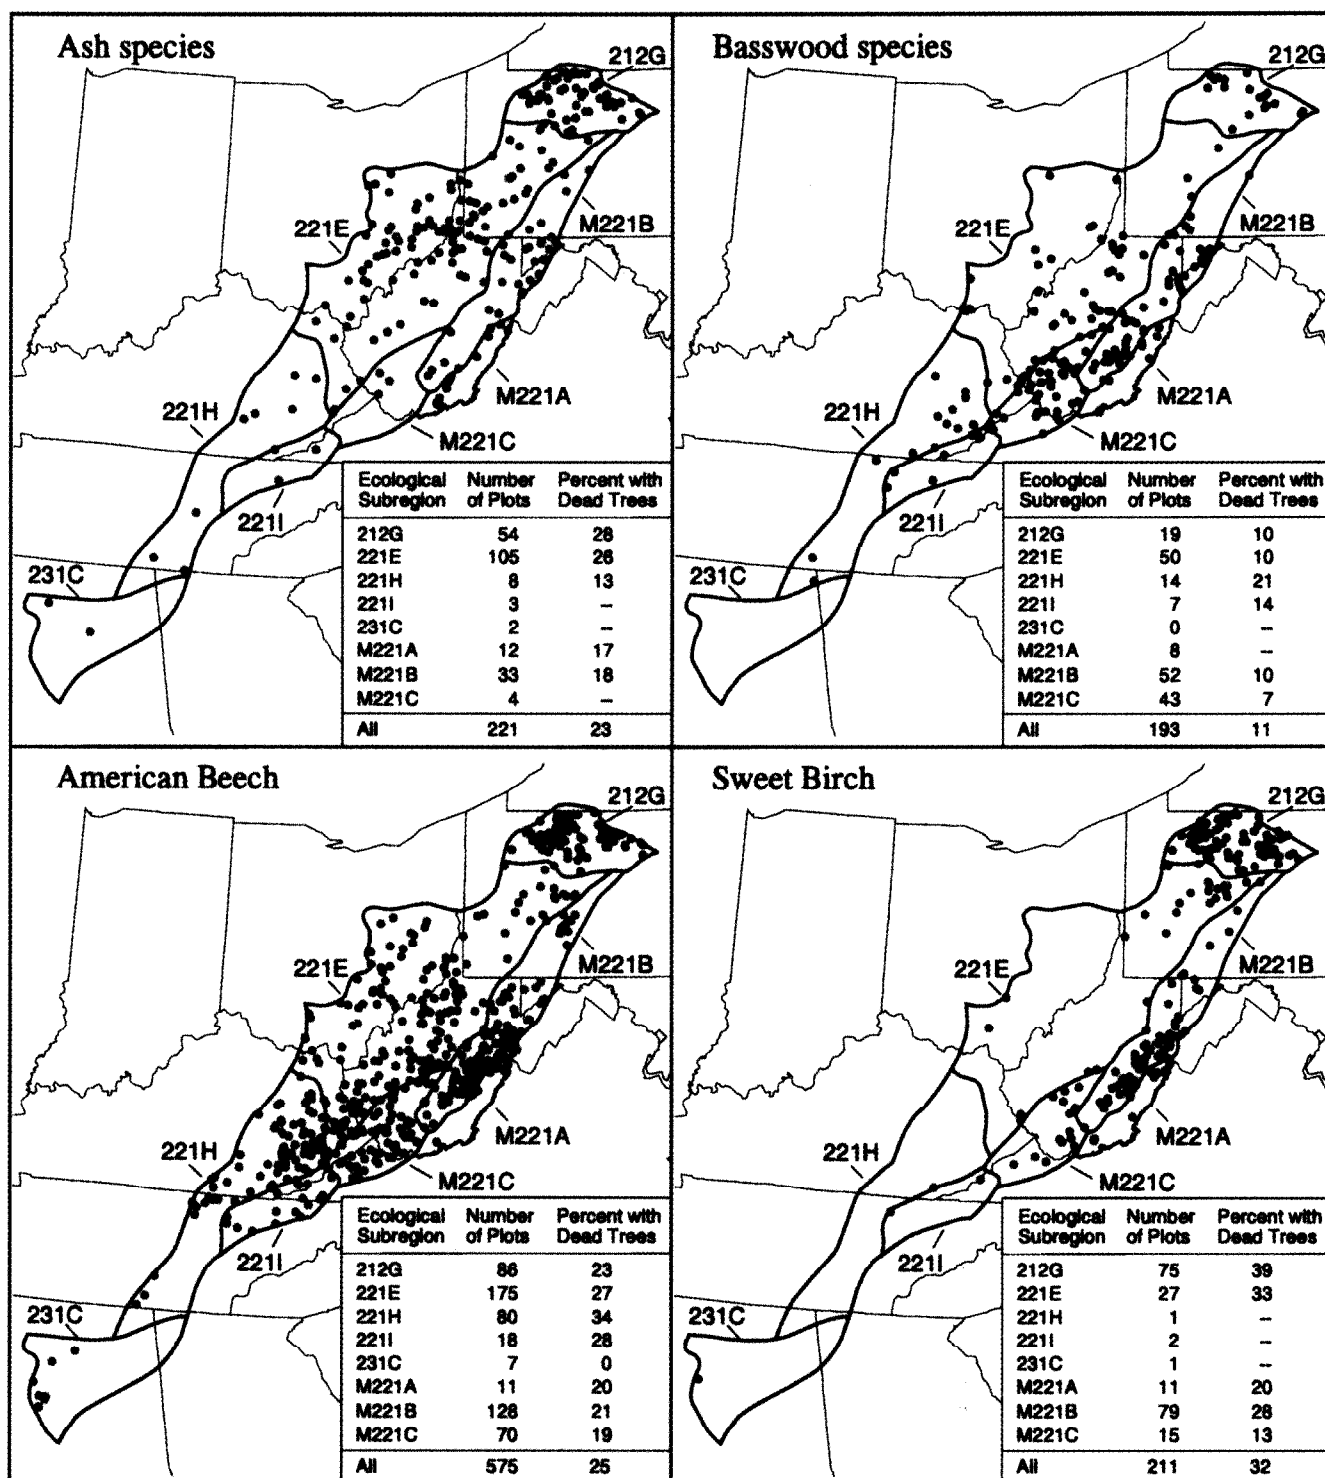 Ash species
212G
M221B
221E
M221A
221H
M221C
221I
231C
Ecological Number Percent with
Subregion of Plots Dead Trees
212G 54 28
221E 105 26
221H 8 13
221I 3 --
231C 2 --
M221A 12 17
M221B 33 18
M221C 4 --
All 221 23
Basswood species
212G
M221B
221E
M221A
221H
M221C
221I
231C
Ecological Number Percent with
Subregion of Plots Dead Trees
212G 19 10
221E 50 10
221H 14 21
221I 7 14
231C 0 --
M221A 8 --
M221B 52 10
M221C 43 7
All 193 11
American Beech
212G
M221B
221E
M221A
221H
M221C
221I
231C
Ecological Number Percent with
Subregion of Plots Dead Trees
212G 86 23
221E 175 27
221H 80 34
221I 18 28
231C 7 0
M221A 11 20
M221B 128 21
M221C 70 19
All 575 25
Sweet Birch
212G
M221B
221E
M221A
221H
M221C
221I
231C
Ecological Number Percent with
Subregion of Plots Dead Trees
212G 75 39
221E 27 33
221H 1 --
221I 2 --
231C 1 --
M221A 11 20
M221B 79 28
M221C 15 13
All 211 32